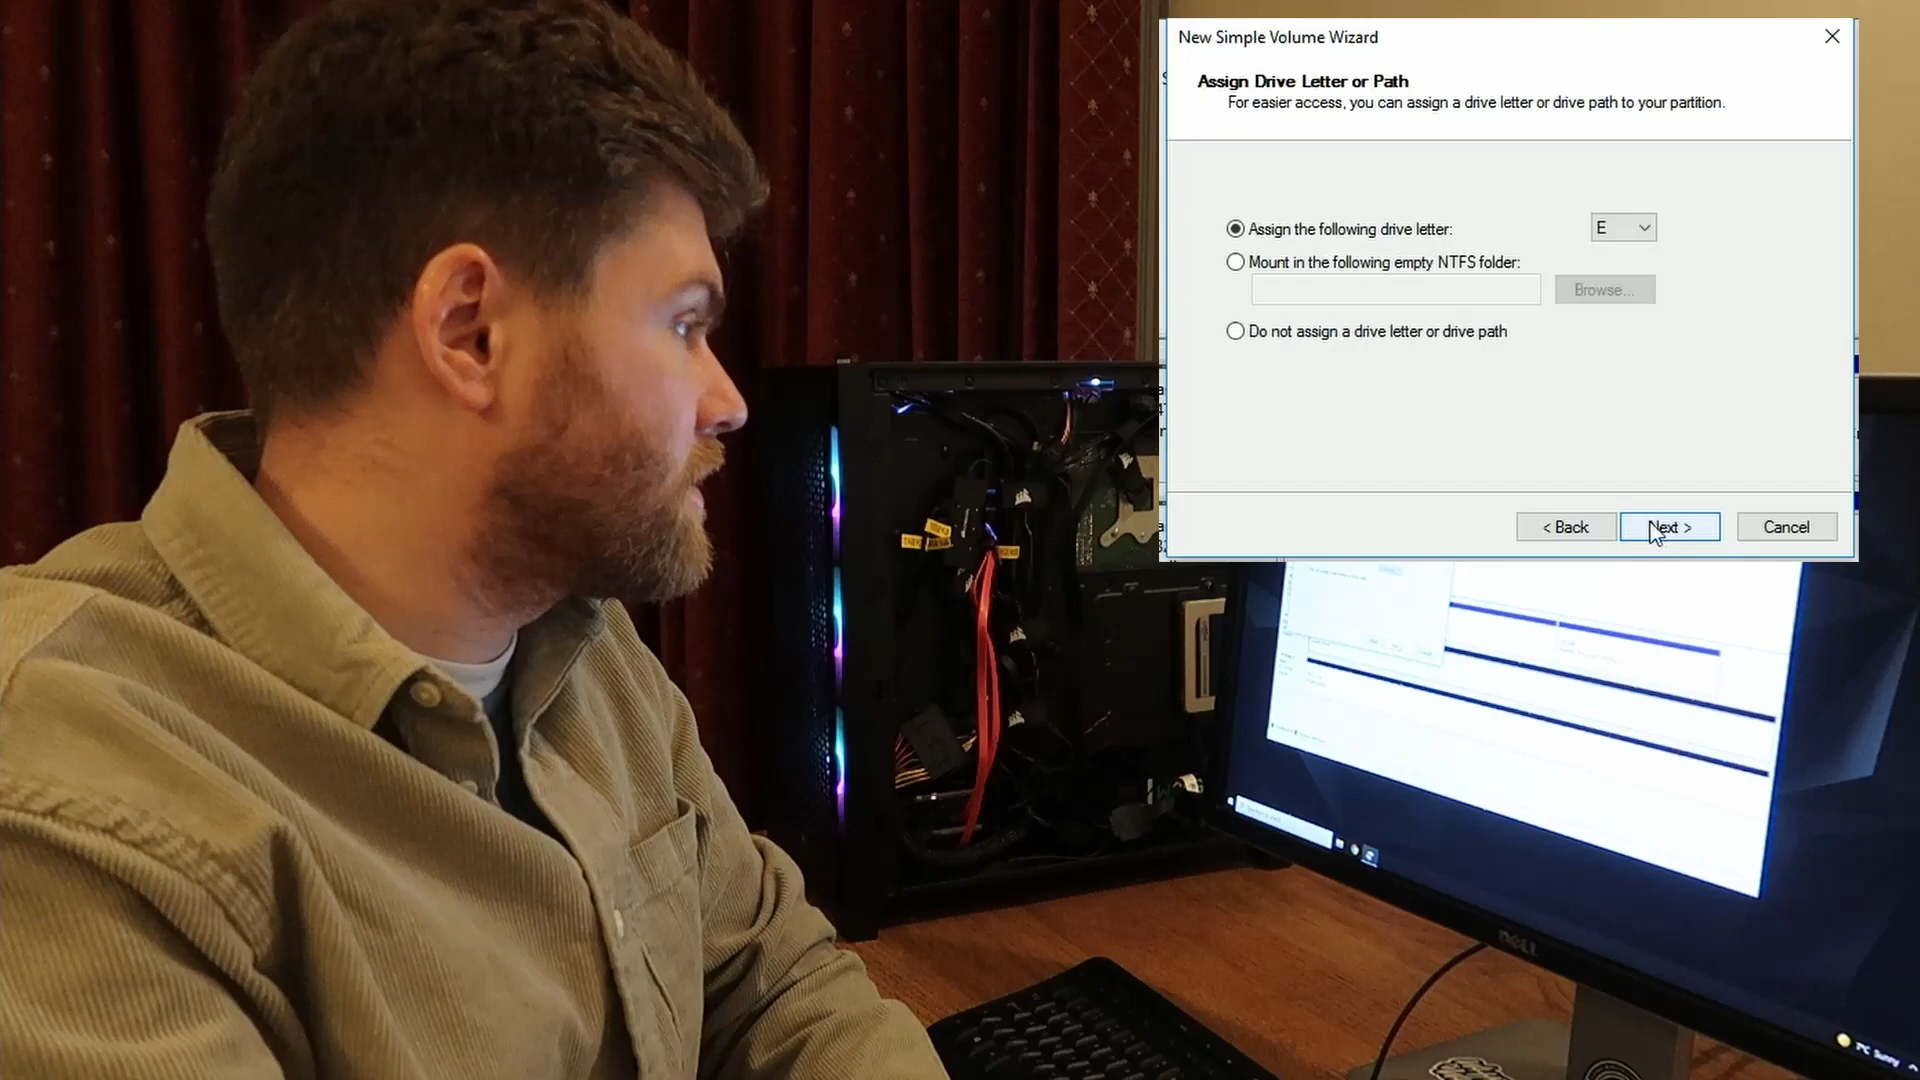 New Simple Volume Wizard
Assign Drive Letter or Path
For easier access, you can assign a drive letter or drive path to your partition.
Assign the following drive letter:
E
Mount in the following empty NTFS folder:
Browse...
Do not assign a drive letter or drive path
< Back
Next >
Cancel
DELL
7°C Sunny